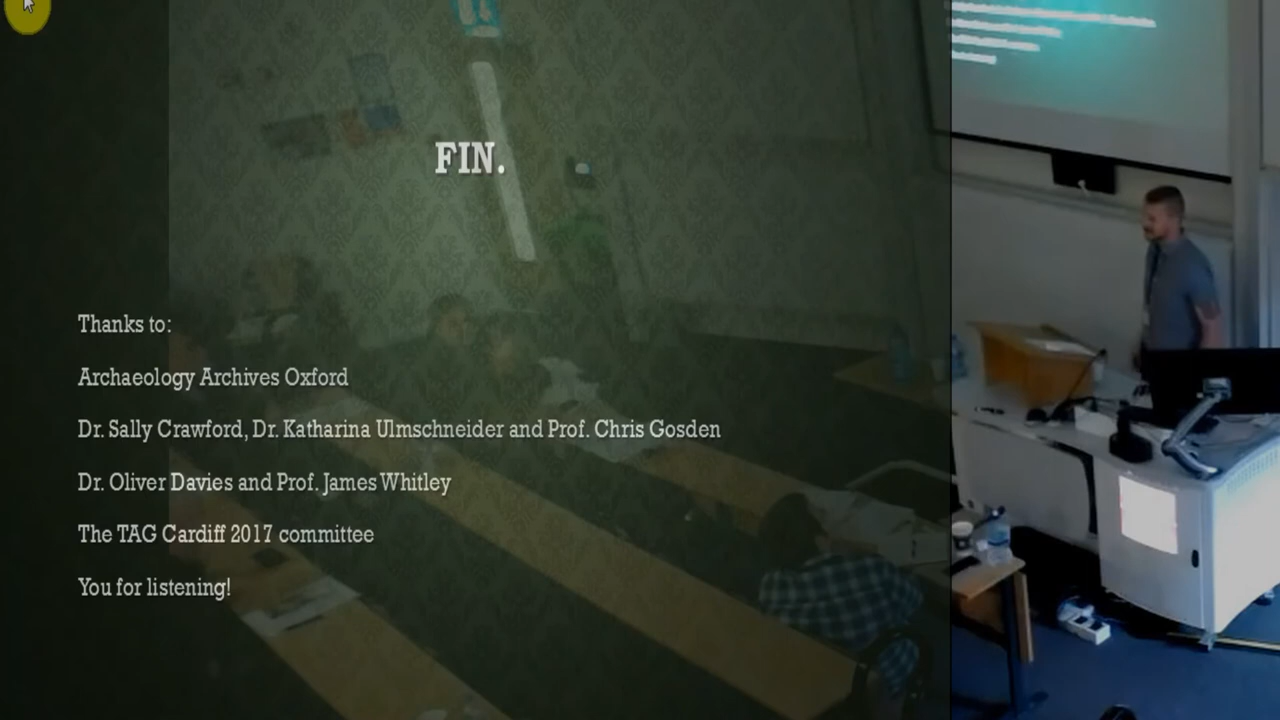 FIN.
Thanks to:
Archaeology Archives Oxford
Dr. Sally Crawford, Dr. Katharina Ulmschneider and Prof. Chris Gosden
Dr. Oliver Davies and Prof. James Whitley
The TAG Cardiff 2017 committee
You for listening!